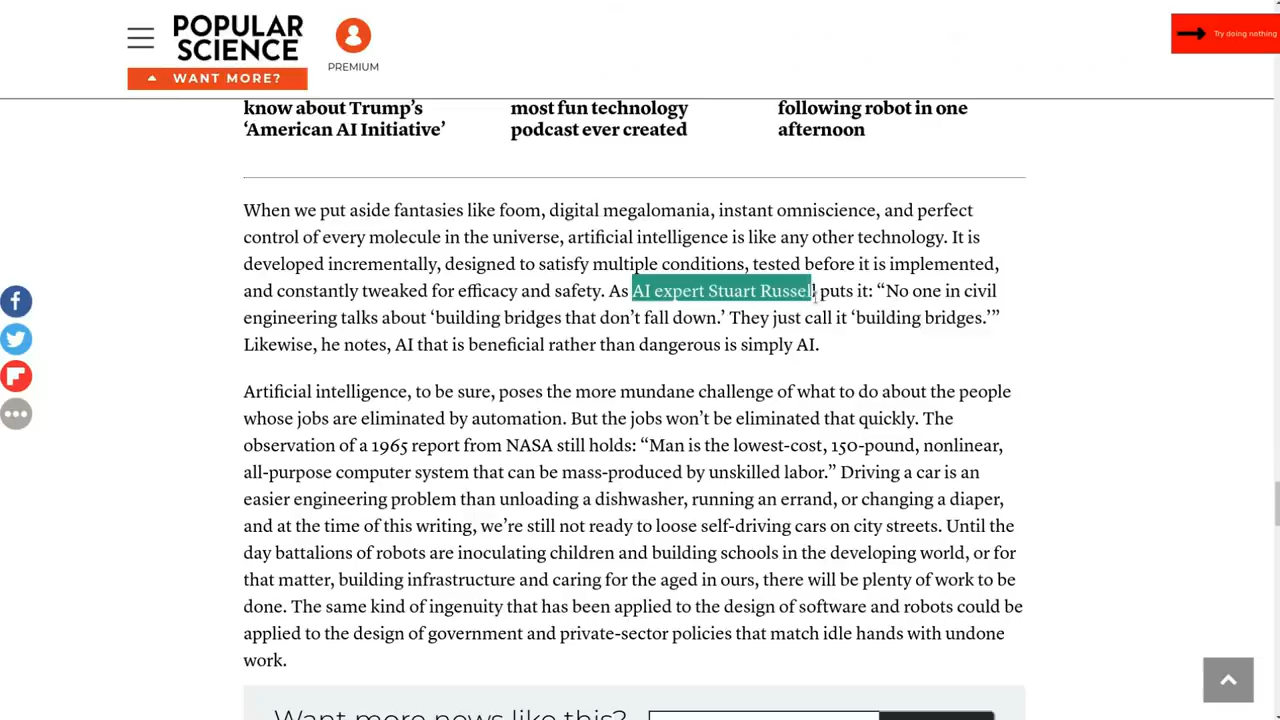 POPULAR
SCIENCE
WANT MORE?
PREMIUM
Try doing nothing
know about Trump’s
‘American AI Initiative’
most fun technology
podcast ever created
following robot in one
afternoon
When we put aside fantasies like foom, digital megalomania, instant omniscience, and perfect
control of every molecule in the universe, artificial intelligence is like any other technology. It is
developed incrementally, designed to satisfy multiple conditions, tested before it is implemented,
and constantly tweaked for efficacy and safety. As AI expert Stuart Russell puts it: “No one in civil
engineering talks about ‘building bridges that don’t fall down.’ They just call it ‘building bridges.’”
Likewise, he notes, AI that is beneficial rather than dangerous is simply AI.
Artificial intelligence, to be sure, poses the more mundane challenge of what to do about the people
whose jobs are eliminated by automation. But the jobs won’t be eliminated that quickly. The
observation of a 1965 report from NASA still holds: “Man is the lowest-cost, 150-pound, nonlinear,
all-purpose computer system that can be mass-produced by unskilled labor.” Driving a car is an
easier engineering problem than unloading a dishwasher, running an errand, or changing a diaper,
and at the time of this writing, we’re still not ready to loose self-driving cars on city streets. Until the
day battalions of robots are inoculating children and building schools in the developing world, or for
that matter, building infrastructure and caring for the aged in ours, there will be plenty of work to be
done. The same kind of ingenuity that has been applied to the design of software and robots could be
applied to the design of government and private-sector policies that match idle hands with undone
work.
Want more news like this?